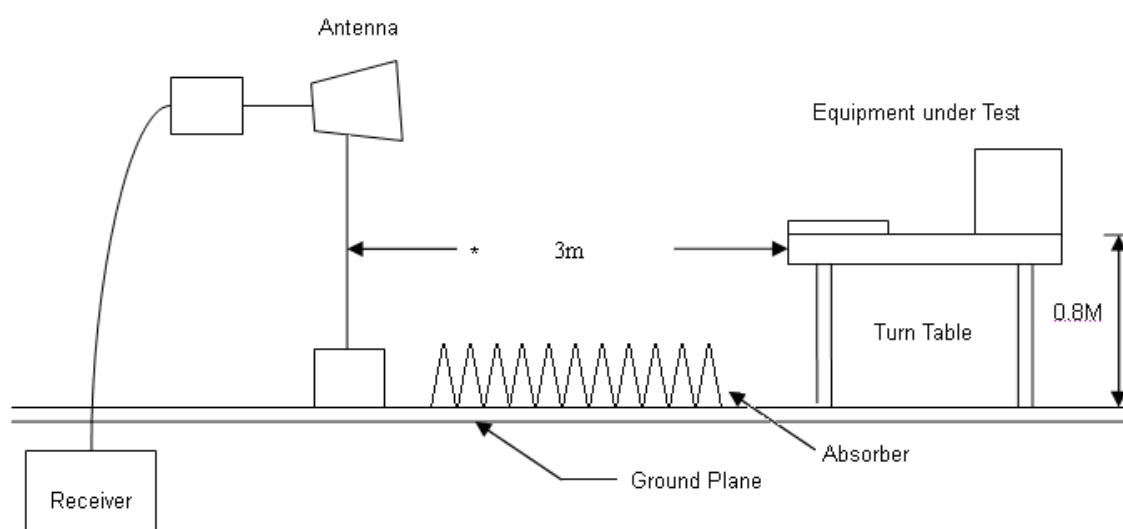 Antenna
Equipment under Test
* 3m
0.8M
Turn Table
Absorber
Ground Plane
Receiver